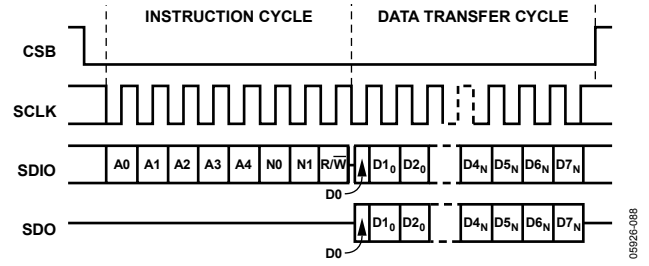 INSTRUCTION CYCLE DATA TRANSFER CYCLE
CSB
SCLK
SDIO A0 A1 A2 A3 A4 N0 N1 R/W̅ D1₀ D2₀ D4N D5N D6N D7N
D0
SDO D1₀ D2₀ D4N D5N D6N D7N
D0
05926-088